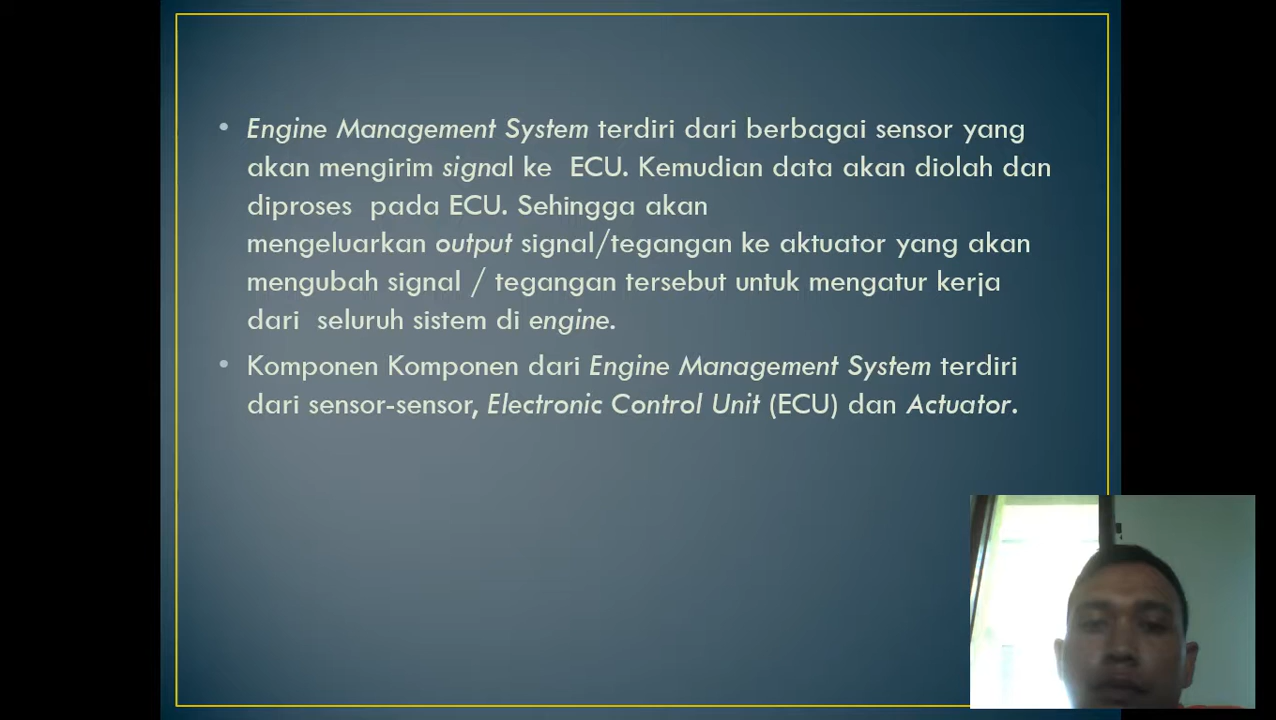 • Engine Management System terdiri dari berbagai sensor yang
akan mengirim signal ke  ECU. Kemudian data akan diolah dan
diproses  pada ECU. Sehingga akan
mengeluarkan output signal/tegangan ke aktuator yang akan
mengubah signal / tegangan tersebut untuk mengatur kerja
dari  seluruh sistem di engine.
• Komponen Komponen dari Engine Management System terdiri
dari sensor-sensor, Electronic Control Unit (ECU) dan Actuator.